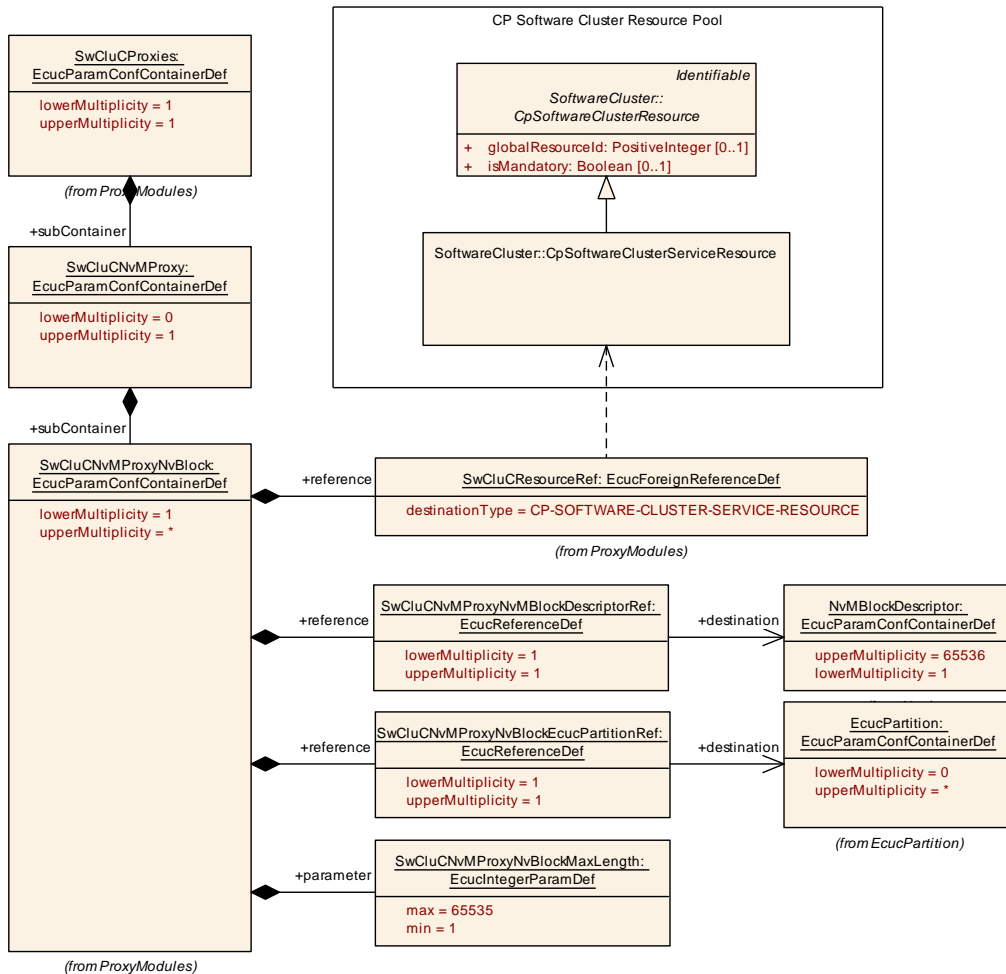 CP Software Cluster Resource Pool
SwCluCProxies:
EcucParamConfContainerDef
lowerMultiplicity = 1
upperMultiplicity = 1
(from ProxyModules)
Identifiable
SoftwareCluster::
CpSoftwareClusterResource
+ globalResourceId: PositiveInteger [0..1]
+ isMandatory: Boolean [0..1]
+subContainer
SwCluCNvMProxy:
EcucParamConfContainerDef
lowerMultiplicity = 0
upperMultiplicity = 1
SoftwareCluster::CpSoftwareClusterServiceResource
+subContainer
SwCluCNvMProxyNvBlock:
EcucParamConfContainerDef
lowerMultiplicity = 1
upperMultiplicity = *
(from ProxyModules)
+reference
SwCluCResourceRef: EcucForeignReferenceDef
destinationType = CP-SOFTWARE-CLUSTER-SERVICE-RESOURCE
(from ProxyModules)
+reference
SwCluCNvMProxyNvMBlockDescriptorRef:
EcucReferenceDef
lowerMultiplicity = 1
upperMultiplicity = 1
+destination
NvMBlockDescriptor:
EcucParamConfContainerDef
upperMultiplicity = 65536
lowerMultiplicity = 1
+reference
SwCluCNvMProxyNvBlockEcucPartitionRef:
EcucReferenceDef
lowerMultiplicity = 1
upperMultiplicity = 1
+destination
EcucPartition:
EcucParamConfContainerDef
lowerMultiplicity = 0
upperMultiplicity = *
(from EcucPartition)
+parameter
SwCluCNvMProxyNvBlockMaxLength:
EcucIntegerParamDef
max = 65535
min = 1